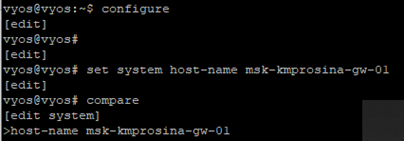 vyos@vyos:~$ configure
[edit]
vyos@vyos#
[edit]
vyos@vyos# set system host-name msk-kmprosina-gw-01
[edit]
vyos@vyos# compare
[edit system]
>host-name msk-kmprosina-gw-01